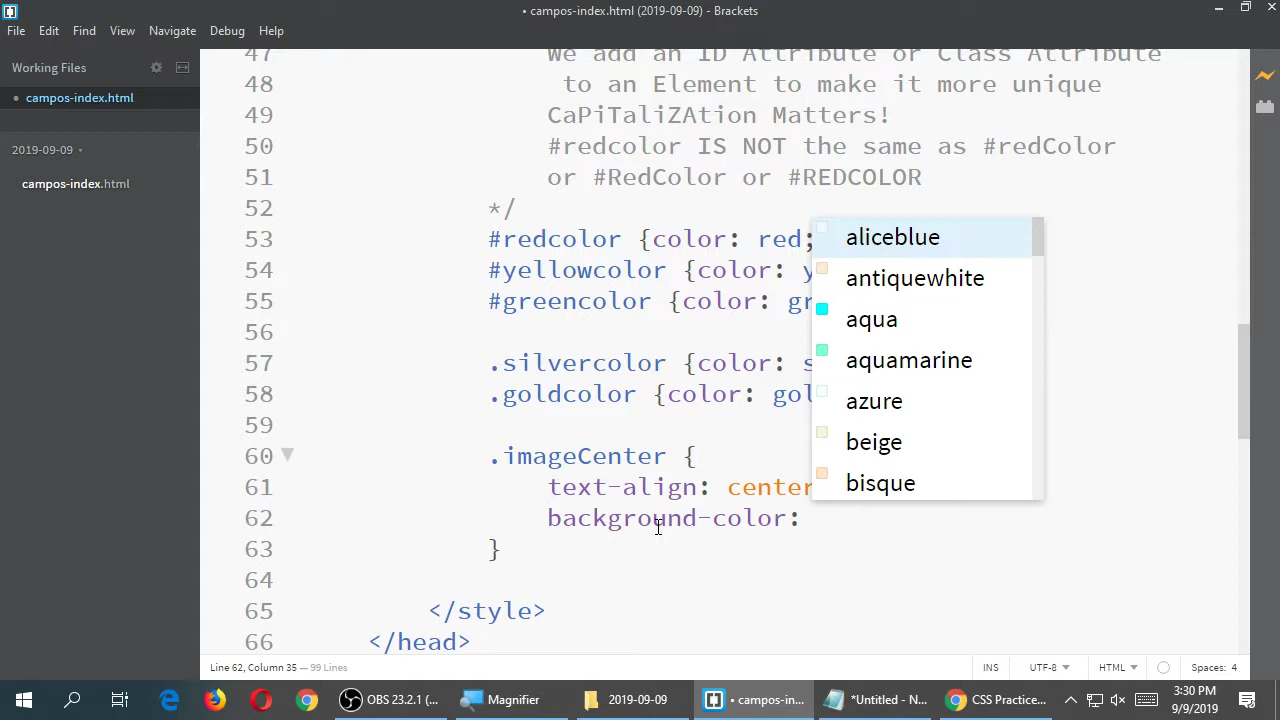 • campos-index.html (2019-09-09) - Brackets
File Edit Find View Navigate Debug Help
Working Files
• campos-index.html
2019-09-09
campos-index.html
47 We add an ID Attribute or Class Attribute
48 to an Element to make it more unique
49 CaPiTaliZAtion Matters!
50 #redcolor IS NOT the same as #redColor
51 or #RedColor or #REDCOLOR
52 */
53 #redcolor {color: red;
54 #yellowcolor {color: y
55 #greencolor {color: gr
56
57 .silvercolor {color: s
58 .goldcolor {color: gol
59
60 .imageCenter {
61 text-align: center
62 background-color:
63 }
64
65 </style>
66 </head>
aliceblue
antiquewhite
aqua
aquamarine
azure
beige
bisque
Line 62, Column 35 — 99 Lines
INS UTF-8 HTML Spaces: 4
OBS 23.2.1 (... Magnifier 2019-09-09 • campos-in... *Untitled - N... CSS Practice... 3:30 PM
9/9/2019